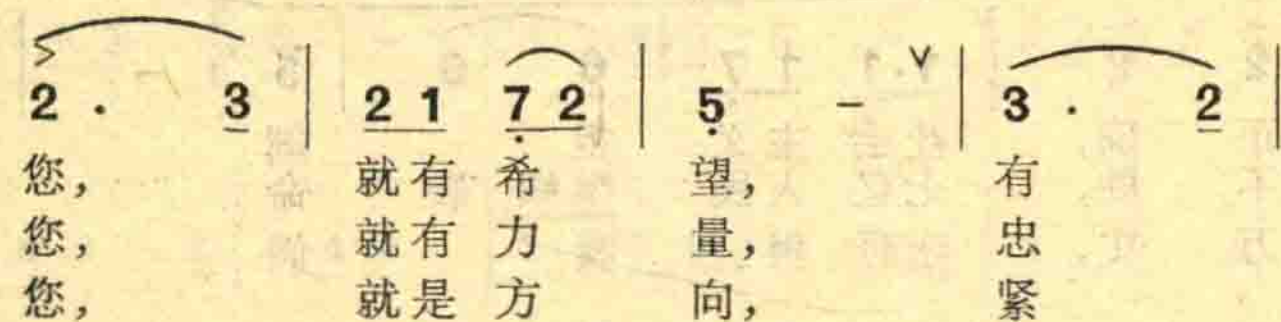 2 · 3 | 2 1 7̣ 2 | 5̣ - | 3 · 2 |
您， 就有希 望， 有
您， 就有力 量， 忠
您， 就是方 向， 紧